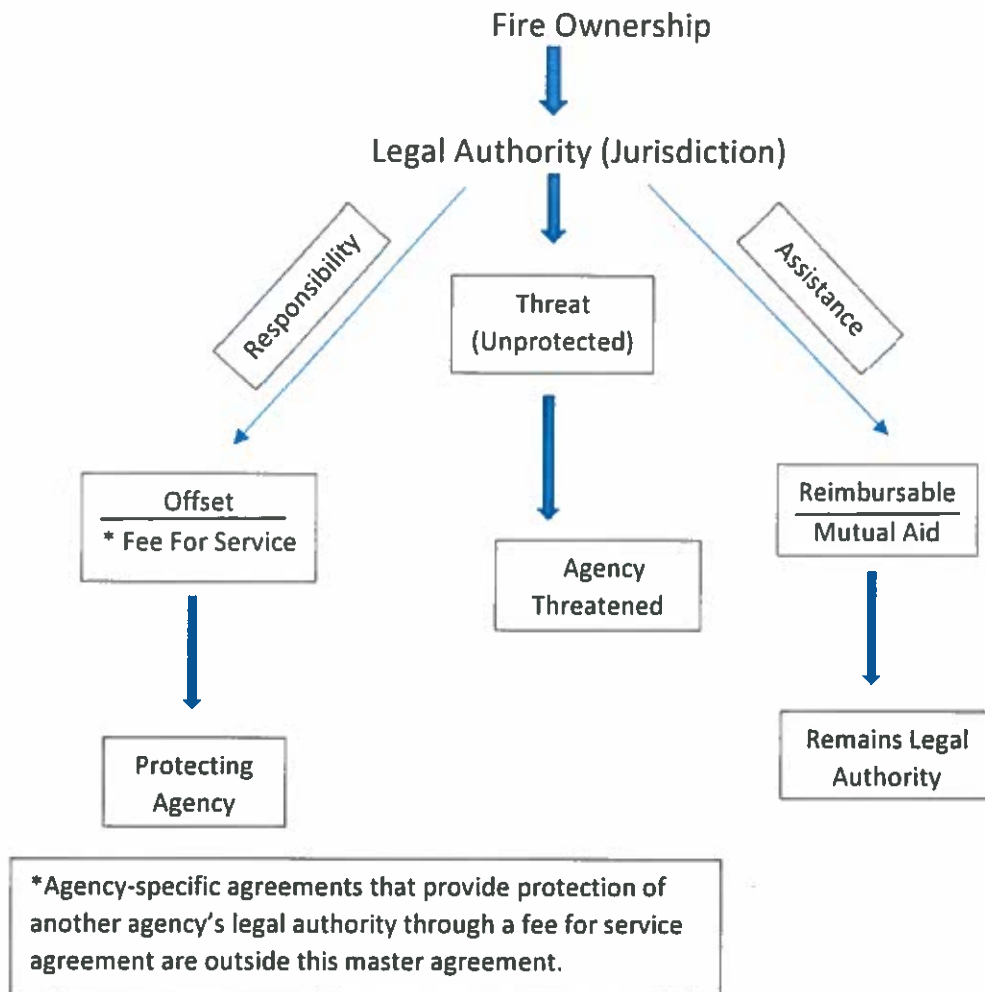 Fire Ownership
Legal Authority (Jurisdiction)
Responsibility
Threat
(Unprotected)
Assistance
Offset
* Fee For Service
Agency
Threatened
Reimbursable
Mutual Aid
Protecting
Agency
Remains Legal
Authority
*Agency-specific agreements that provide protection of
another agency's legal authority through a fee for service
agreement are outside this master agreement.